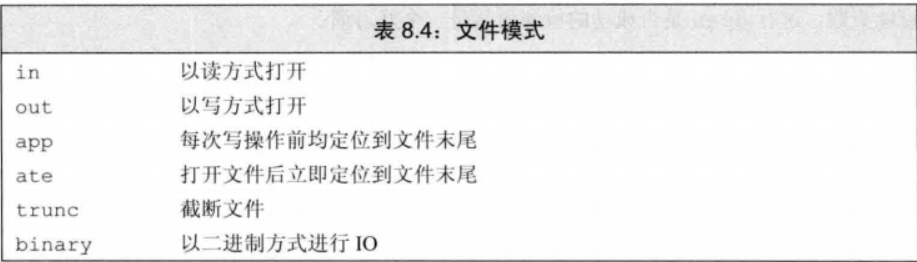 表 8.4：文件模式
in 以读方式打开
out 以写方式打开
app 每次写操作前均定位到文件末尾
ate 打开文件后立即定位到文件末尾
trunc 截断文件
binary 以二进制方式进行 IO